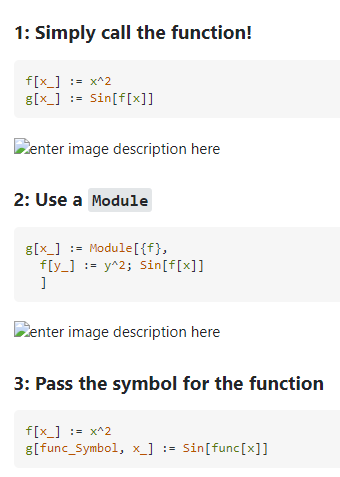 1: Simply call the function!
f[x_] := x^2
g[x_] := Sin[f[x]]
enter image description here
2: Use a Module
g[x_] := Module[{f},
f[y_] := y^2; Sin[f[x]]
]
enter image description here
3: Pass the symbol for the function
f[x_] := x^2
g[func_Symbol, x_] := Sin[func[x]]